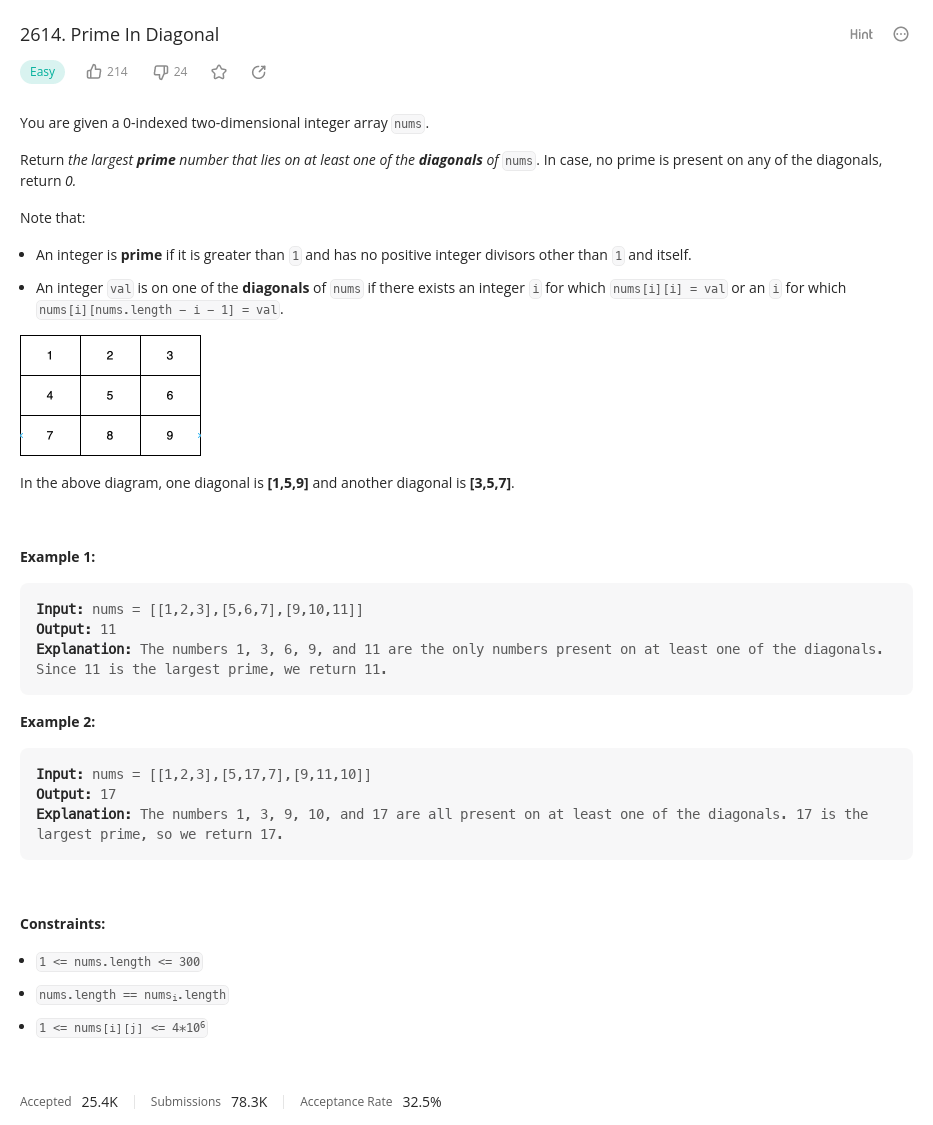 2614. Prime In Diagonal
Hint
Easy
214
24
You are given a 0-indexed two-dimensional integer array nums.
Return the largest prime number that lies on at least one of the diagonals of nums. In case, no prime is present on any of the diagonals,
return 0.
Note that:
• An integer is prime if it is greater than 1 and has no positive integer divisors other than 1 and itself.
• An integer val is on one of the diagonals of nums if there exists an integer i for which nums[i][i] = val or an i for which
nums[i][nums.length − i − 1] = val.
1 2 3
4 5 6
7 8 9
In the above diagram, one diagonal is [1,5,9] and another diagonal is [3,5,7].
Example 1:
Input: nums = [[1,2,3],[5,6,7],[9,10,11]]
Output: 11
Explanation: The numbers 1, 3, 6, 9, and 11 are the only numbers present on at least one of the diagonals.
Since 11 is the largest prime, we return 11.
Example 2:
Input: nums = [[1,2,3],[5,17,7],[9,11,10]]
Output: 17
Explanation: The numbers 1, 3, 9, 10, and 17 are all present on at least one of the diagonals. 17 is the
largest prime, so we return 17.
Constraints:
• 1 <= nums.length <= 300
• nums.length == numsᵢ.length
• 1 <= nums[i][j] <= 4*10⁶
Accepted 25.4K Submissions 78.3K Acceptance Rate 32.5%